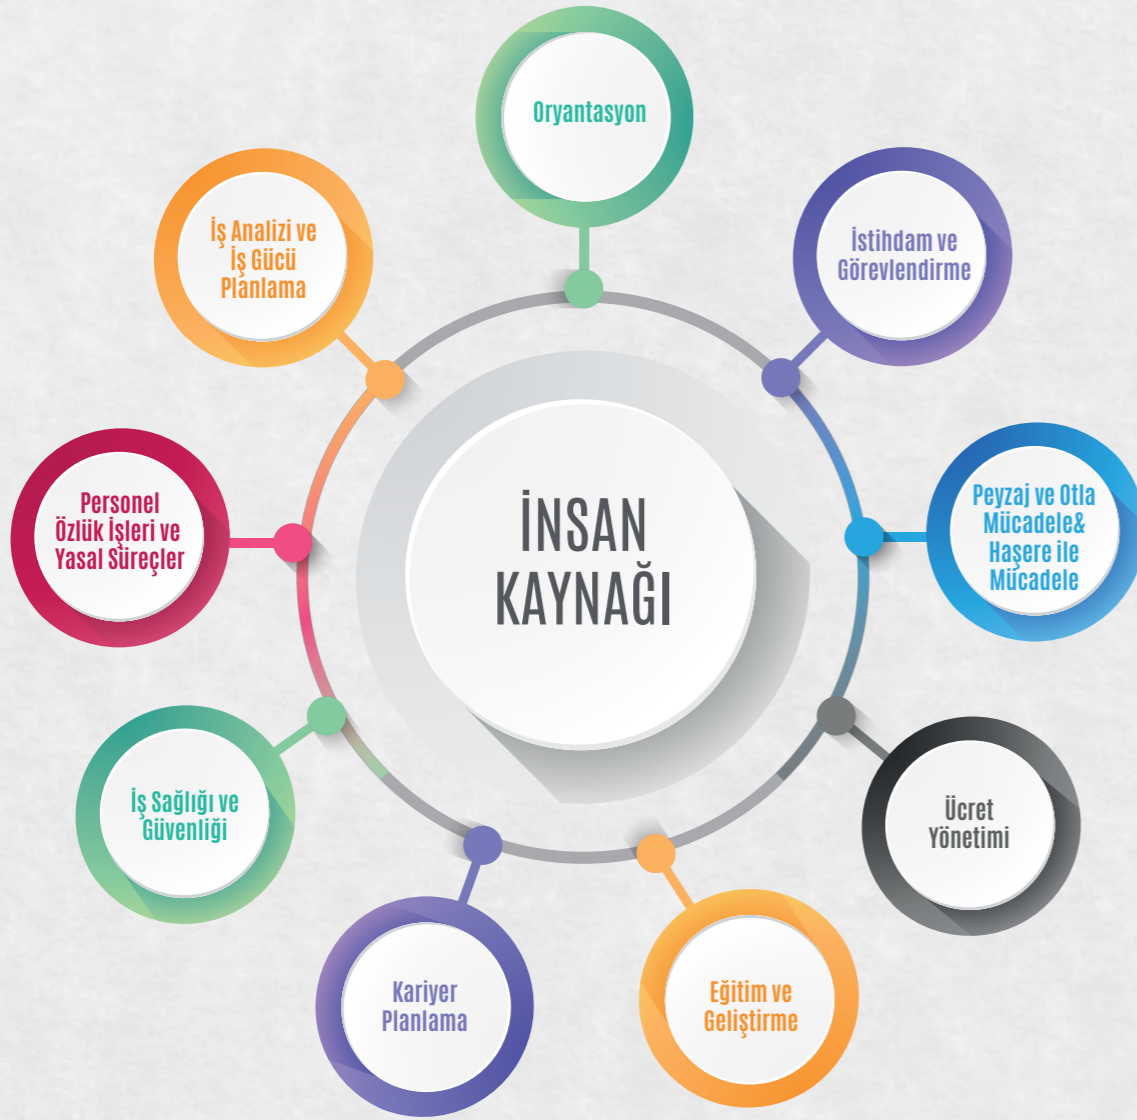 Oryantasyon
İstihdam ve
Görevlendirme
Peyzaj ve Otla
Mücadele&
Haşere ile
Mücadele
Ücret
Yönetimi
Eğitim ve
Geliştirme
Kariyer
Planlama
İş Sağlığı ve
Güvenliği
Personel
Özlük İşleri ve
Yasal Süreçler
İş Analizi ve
İş Gücü
Planlama
İNSAN
KAYNAĞI